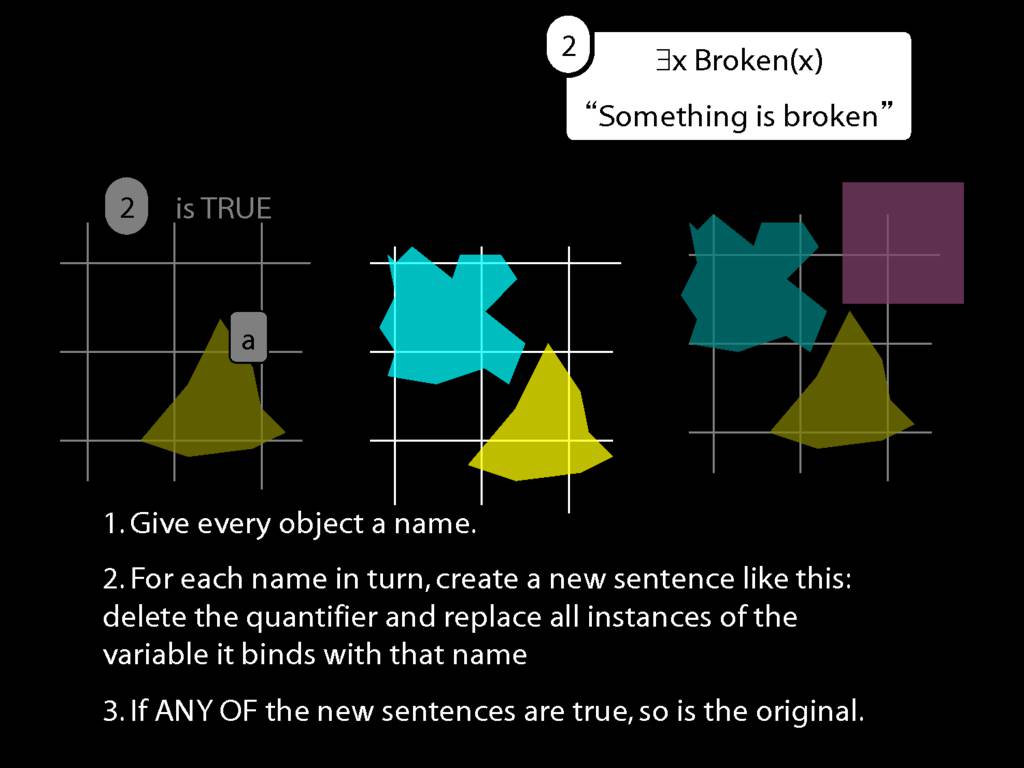 2
∃x Broken(x)
“Something is broken”
2 is TRUE
a
1. Give every object a name.
2. For each name in turn, create a new sentence like this:
delete the quantifier and replace all instances of the
variable it binds with that name
3. If ANY OF the new sentences are true, so is the original.